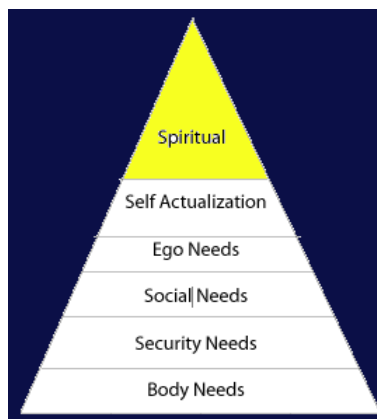 Spiritual
Self Actualization
Ego Needs
Social Needs
Security Needs
Body Needs